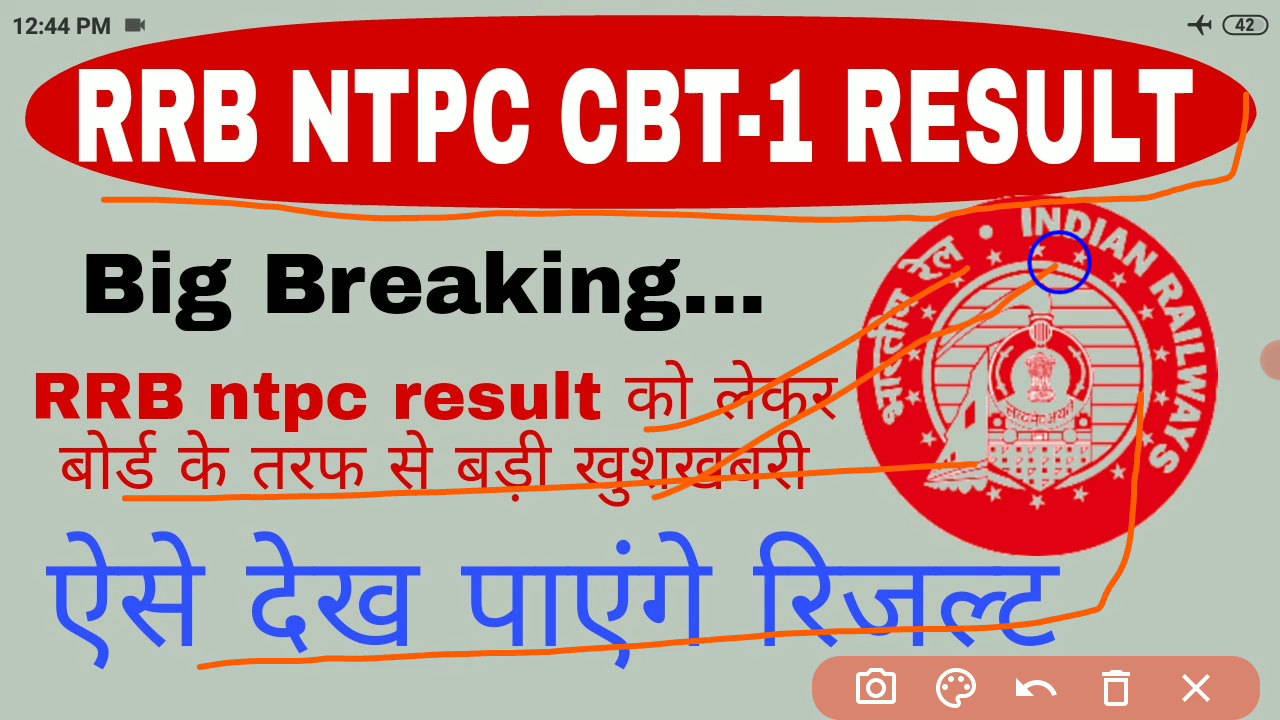 12:44 PM
42
RRB NTPC CBT-1 RESULT
Big Breaking...
RRB ntpc result को लेकर
बोर्ड के तरफ से बड़ी खुशखबरी
ऐसे देख पाएंगे रिजल्ट
भारतीय रेल • INDIAN RAILWAYS